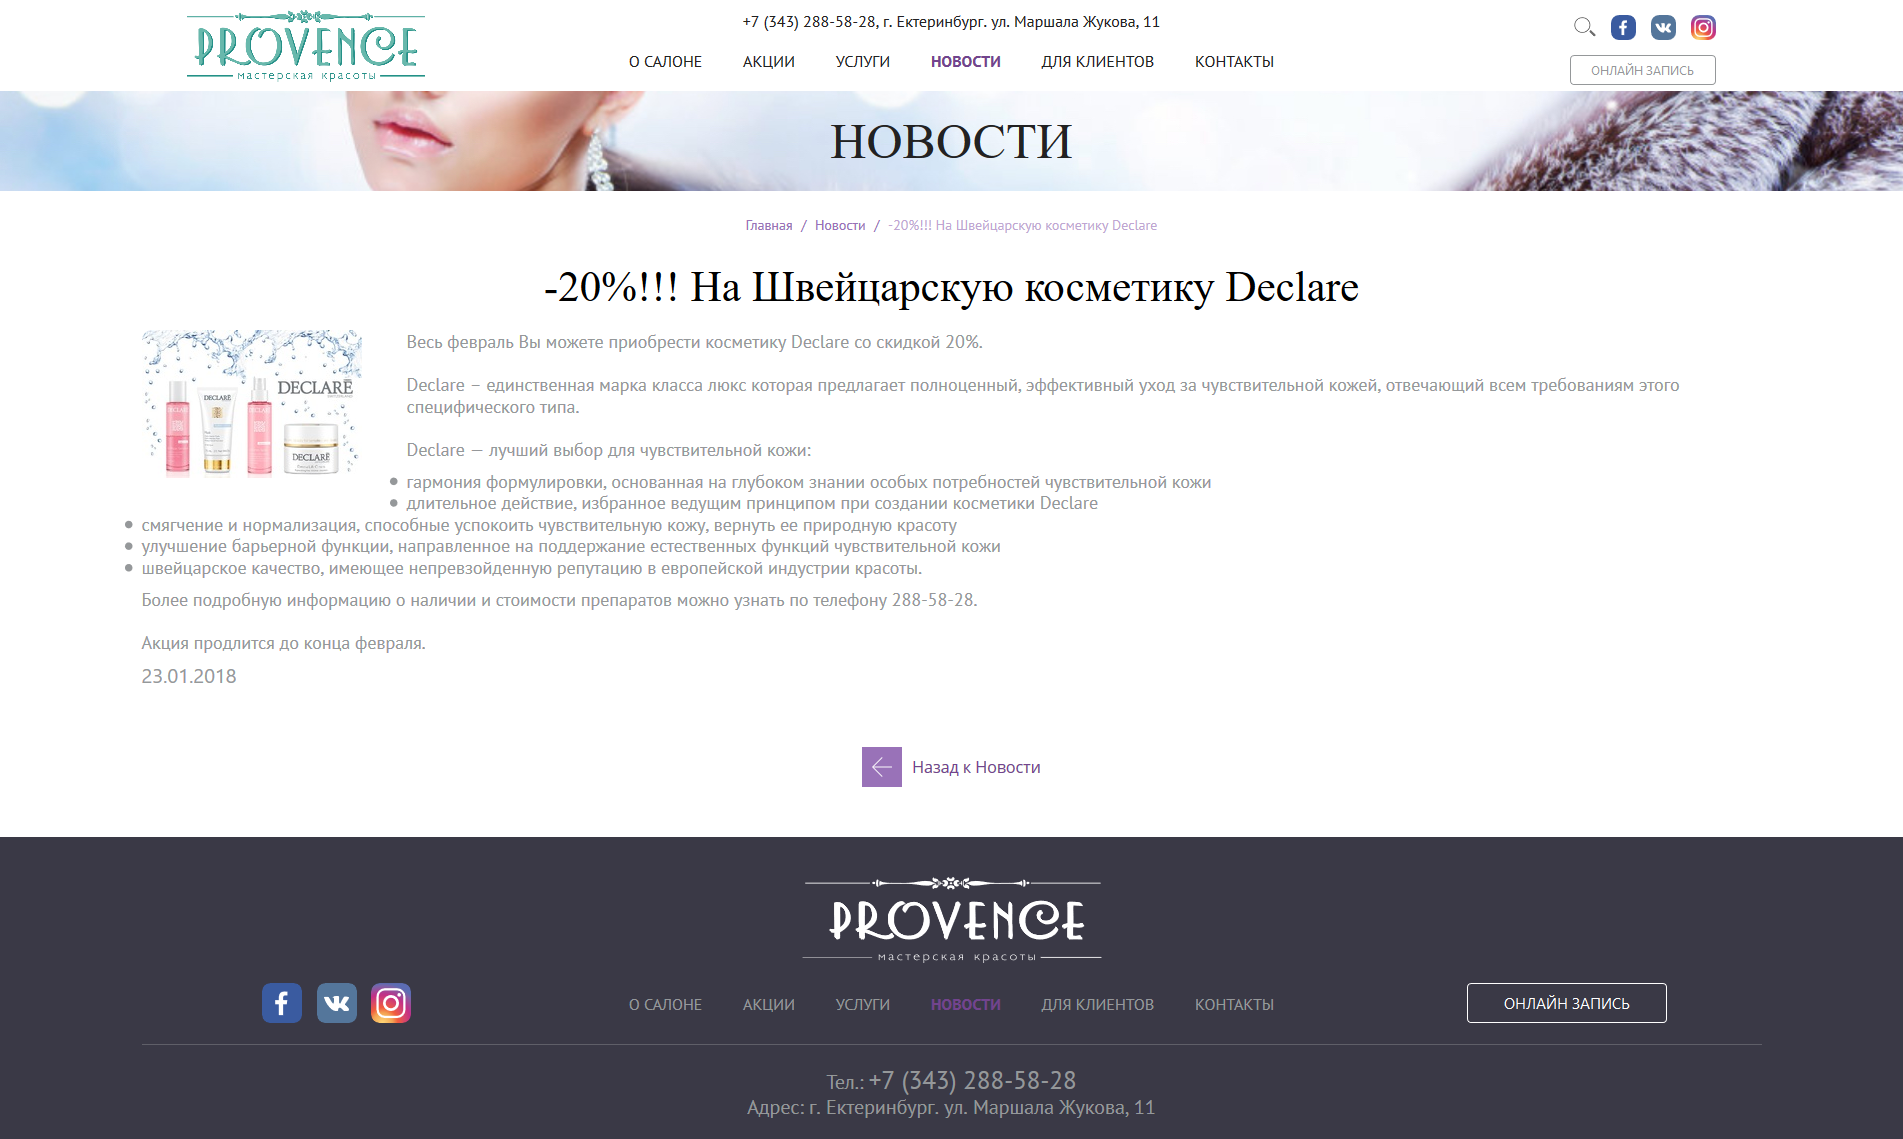 PROVENCE
мастерская красоты
+7 (343) 288-58-28, г. Ектеринбург. ул. Маршала Жукова, 11
О САЛОНЕ АКЦИИ УСЛУГИ НОВОСТИ ДЛЯ КЛИЕНТОВ КОНТАКТЫ
ОНЛАЙН ЗАПИСЬ
НОВОСТИ
Главная / Новости / -20%!!! На Швейцарскую косметику Declare
-20%!!! На Швейцарскую косметику Declare
DECLARÉ
DECLARÉ
DECLARÉ
Весь февраль Вы можете приобрести косметику Declare со скидкой 20%.
Declare – единственная марка класса люкс которая предлагает полноценный, эффективный уход за чувствительной кожей, отвечающий всем требованиям этого
специфического типа.
Declare — лучший выбор для чувствительной кожи:
гармония формулировки, основанная на глубоком знании особых потребностей чувствительной кожи
длительное действие, избранное ведущим принципом при создании косметики Declare
смягчение и нормализация, способные успокоить чувствительную кожу, вернуть ее природную красоту
улучшение барьерной функции, направленное на поддержание естественных функций чувствительной кожи
швейцарское качество, имеющее непревзойденную репутацию в европейской индустрии красоты.
Более подробную информацию о наличии и стоимости препаратов можно узнать по телефону 288-58-28.
Акция продлится до конца февраля.
23.01.2018
Назад к Новости
PROVENCE
мастерская красоты
О САЛОНЕ АКЦИИ УСЛУГИ НОВОСТИ ДЛЯ КЛИЕНТОВ КОНТАКТЫ
ОНЛАЙН ЗАПИСЬ
Тел.: +7 (343) 288-58-28
Адрес: г. Ектеринбург. ул. Маршала Жукова, 11